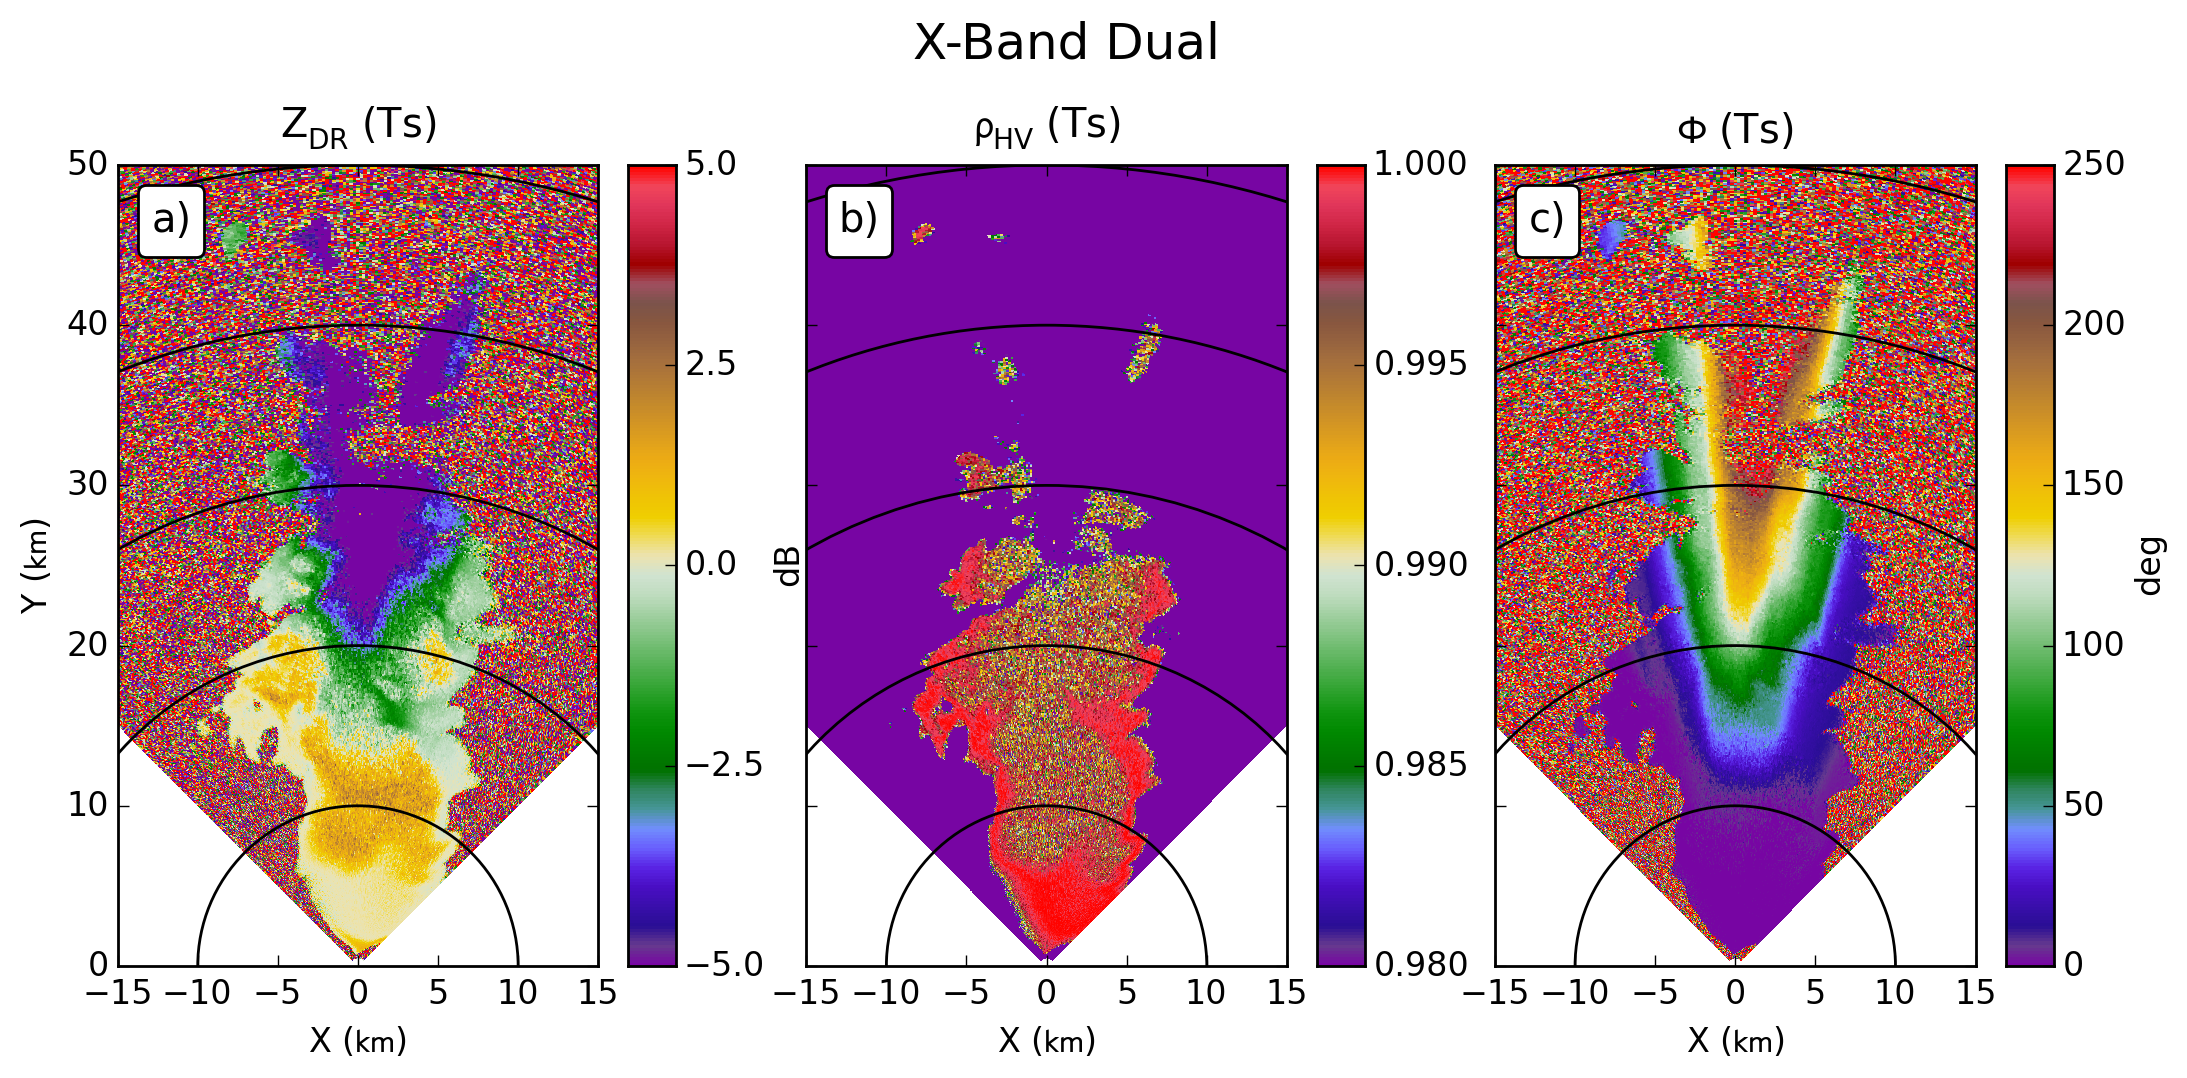 X-Band Dual
Z_DR (Ts)
ρ_HV (Ts)
Φ (Ts)
a)
b)
c)
50
40
30
20
10
0
Y (km)
−15 −10 −5 0 5 10 15
X (km)
5.0
2.5
0.0
−2.5
−5.0
dB
−15 −10 −5 0 5 10 15
X (km)
1.000
0.995
0.990
0.985
0.980
−15 −10 −5 0 5 10 15
X (km)
250
200
150
100
50
0
deg